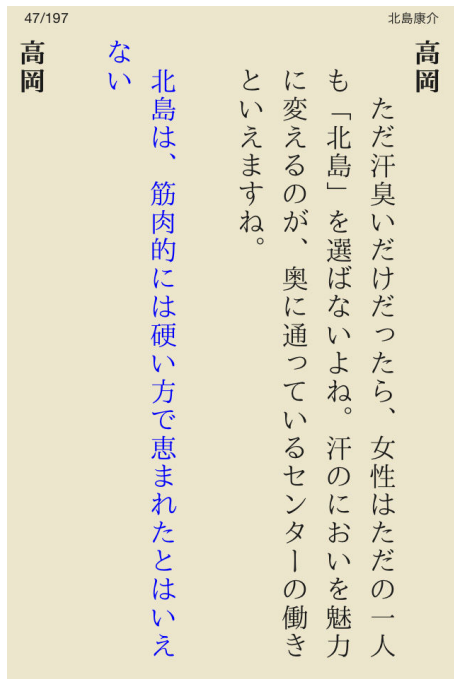 47/197
北島康介
高岡
ただ汗臭いだけだったら、女性はただの一人
も「北島」を選ばないよね。汗のにおいを魅力
に変えるのが、奥に通っているセンターの働き
といえますね。
北島は、筋肉的には硬い方で恵まれたとはいえ
ない
高岡